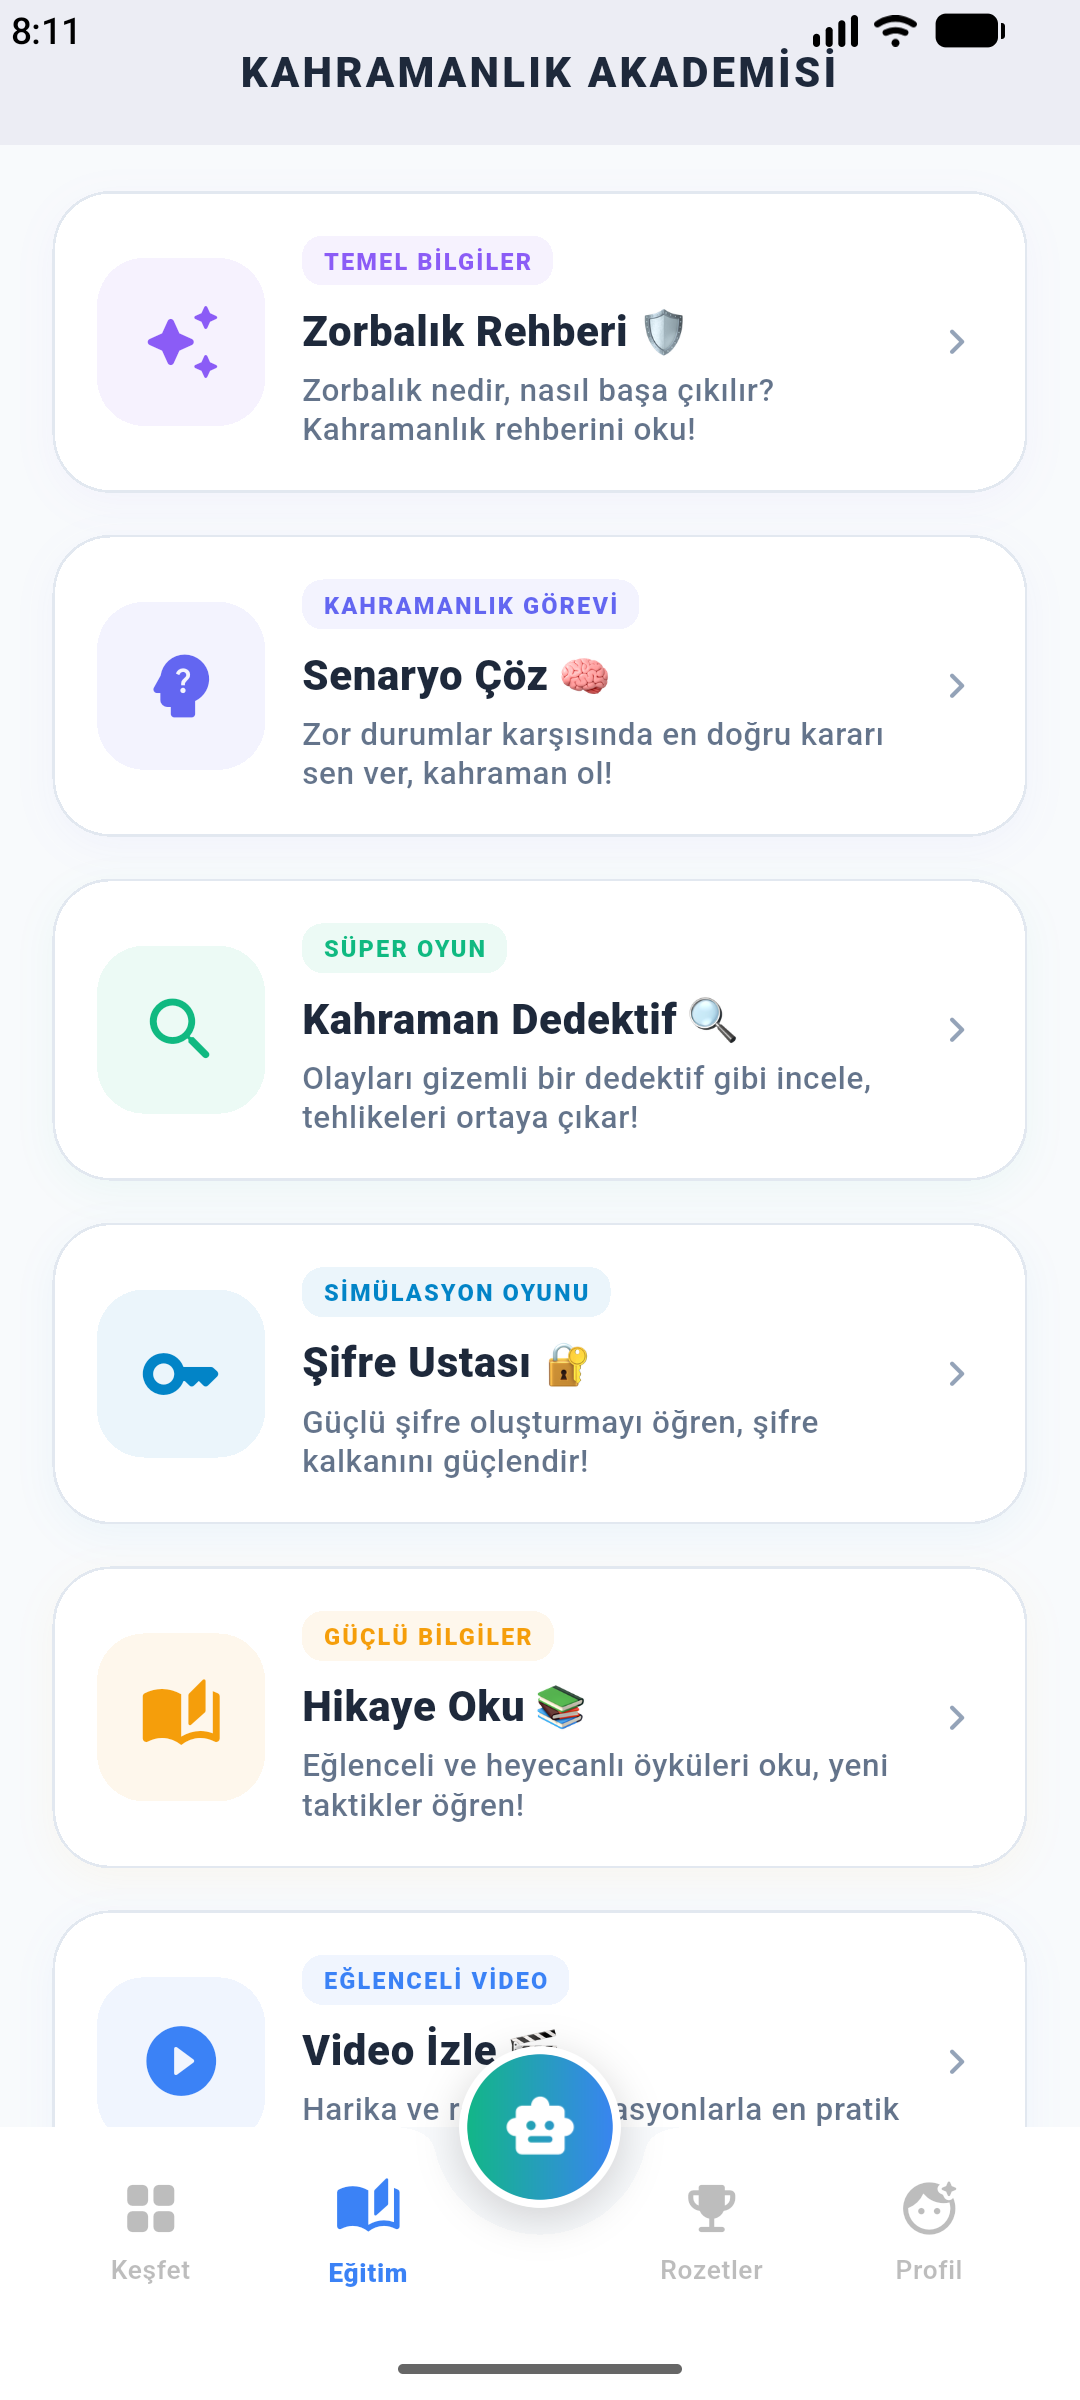 8:11
KAHRAMANLIK AKADEMİSİ
TEMEL BİLGİLER
Zorbalık Rehberi 🛡️
Zorbalık nedir, nasıl başa çıkılır?
Kahramanlık rehberini oku!
KAHRAMANLIK GÖREVİ
Senaryo Çöz 🧠
Zor durumlar karşısında en doğru kararı
sen ver, kahraman ol!
SÜPER OYUN
Kahraman Dedektif 🔍
Olayları gizemli bir dedektif gibi incele,
tehlikeleri ortaya çıkar!
SİMÜLASYON OYUNU
Şifre Ustası 🔐
Güçlü şifre oluşturmayı öğren, şifre
kalkanını güçlendir!
GÜÇLÜ BİLGİLER
Hikaye Oku 📚
Eğlenceli ve heyecanlı öyküleri oku, yeni
taktikler öğren!
EĞLENCELİ VİDEO
Video İzle 🎬
Harika ve en pratik
Keşfet
Eğitim
Rozetler
Profil